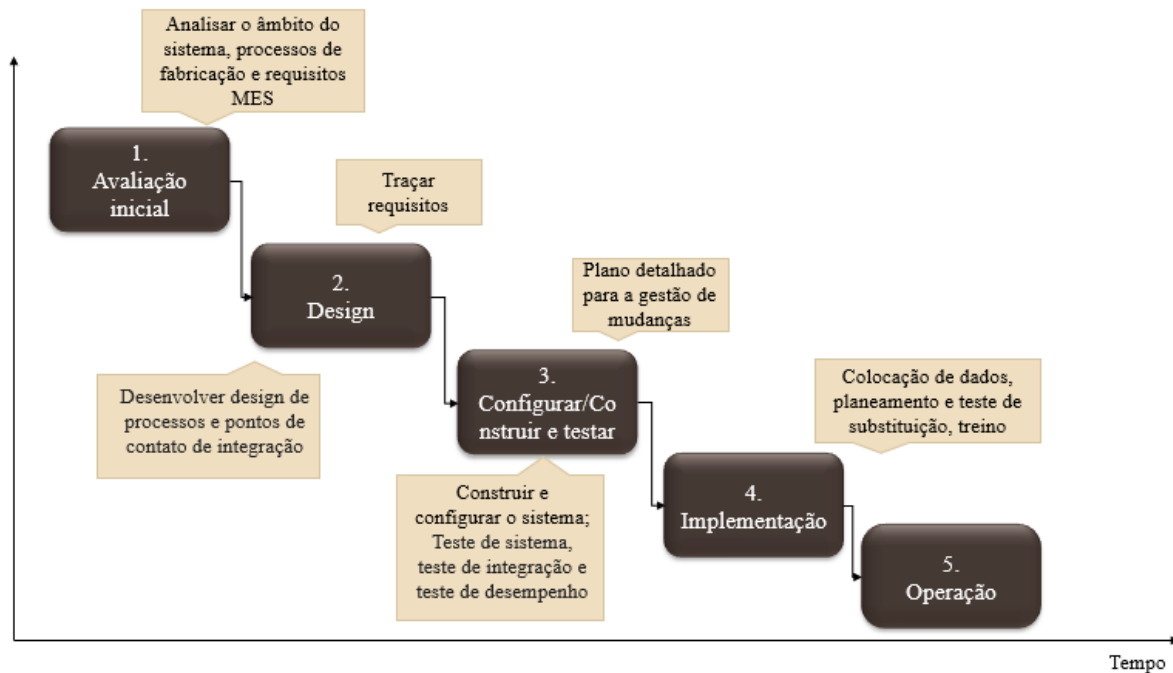 Analisar o âmbito do
sistema, processos de
fabricação e requisitos
MES
1.
Avaliação
inicial
Traçar
requisitos
2.
Design
Desenvolver design de
processos e pontos de
contato de integração
Plano detalhado
para a gestão de
mudanças
3.
Configurar/Co
nstruir e testar
Construir e
configurar o sistema;
Teste de sistema,
teste de integração e
teste de desempenho
Colocação de dados,
planeamento e teste de
substituição, treino
4.
Implementação
5.
Operação
Tempo